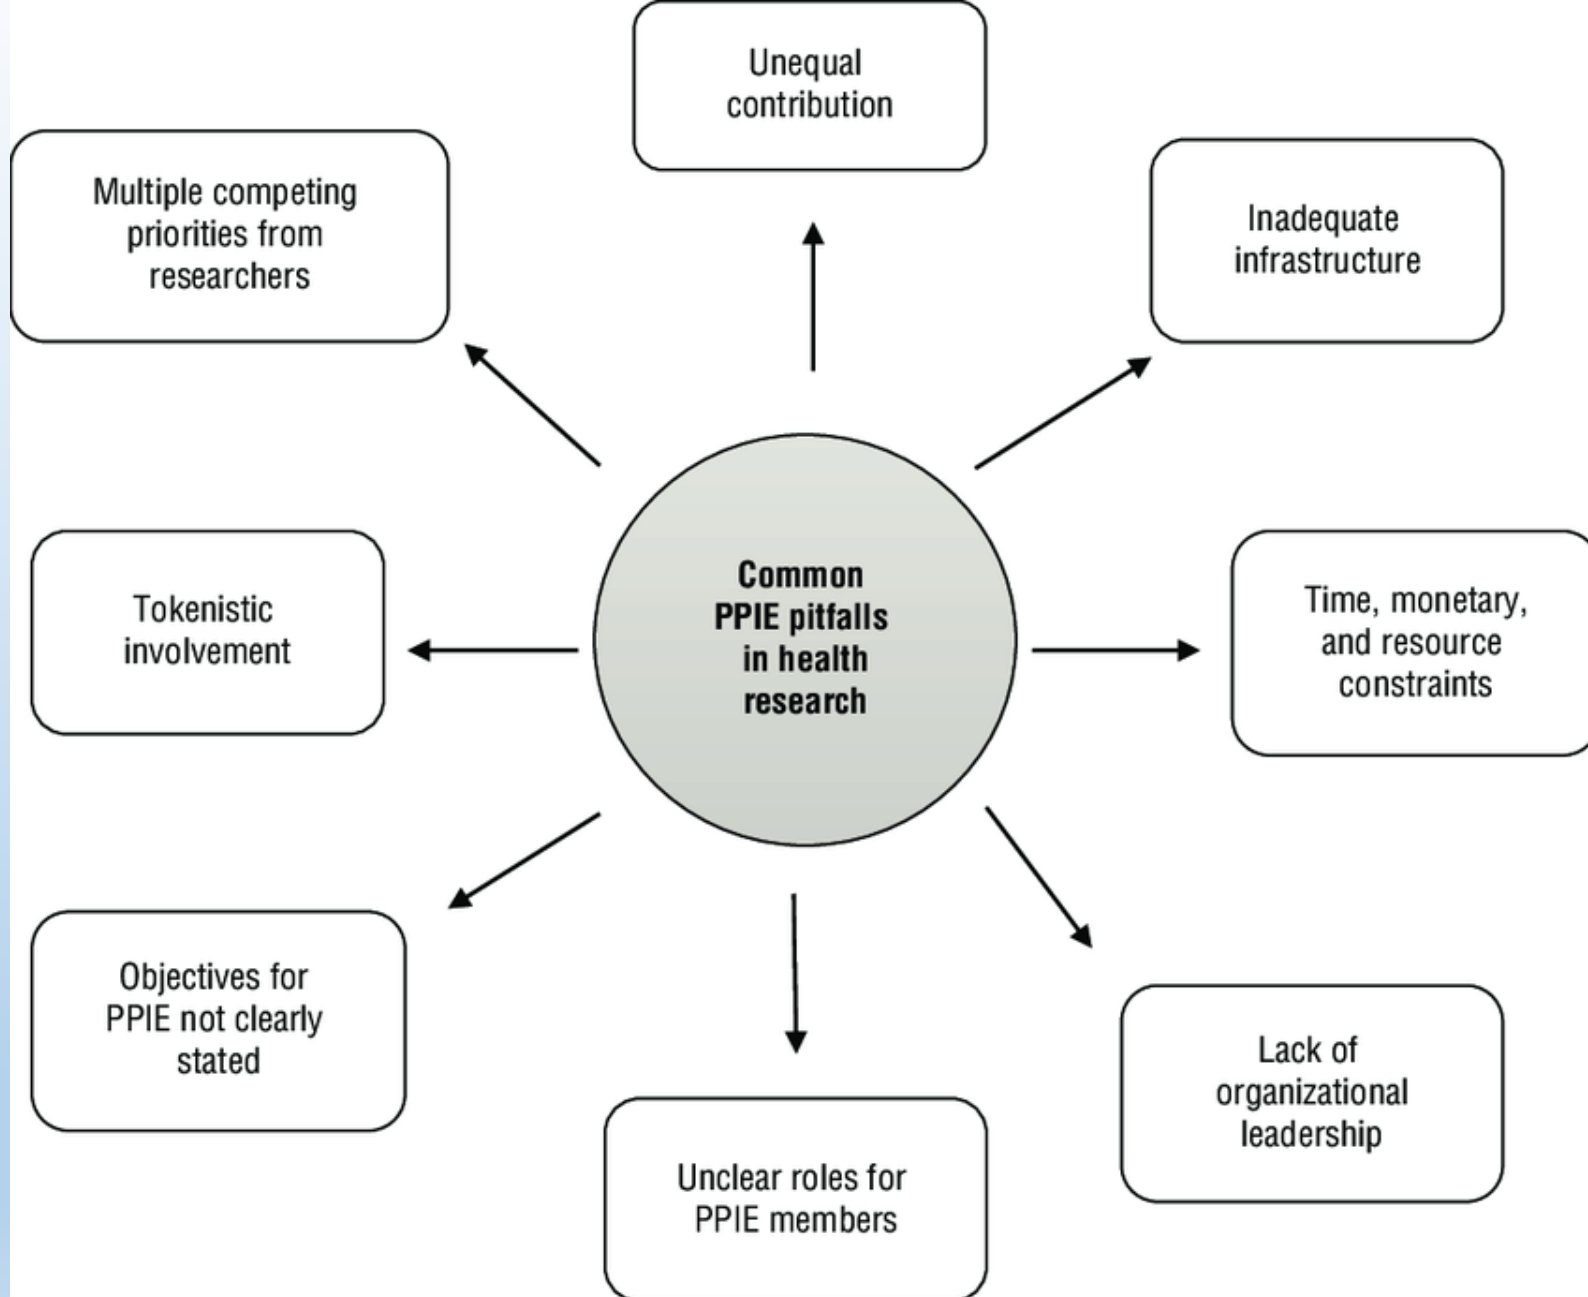 Unequal
contribution
Multiple competing
priorities from
researchers
Inadequate
infrastructure
Common
PPIE pitfalls
in health
research
Tokenistic
involvement
Time, monetary,
and resource
constraints
Objectives for
PPIE not clearly
stated
Lack of
organizational
leadership
Unclear roles for
PPIE members